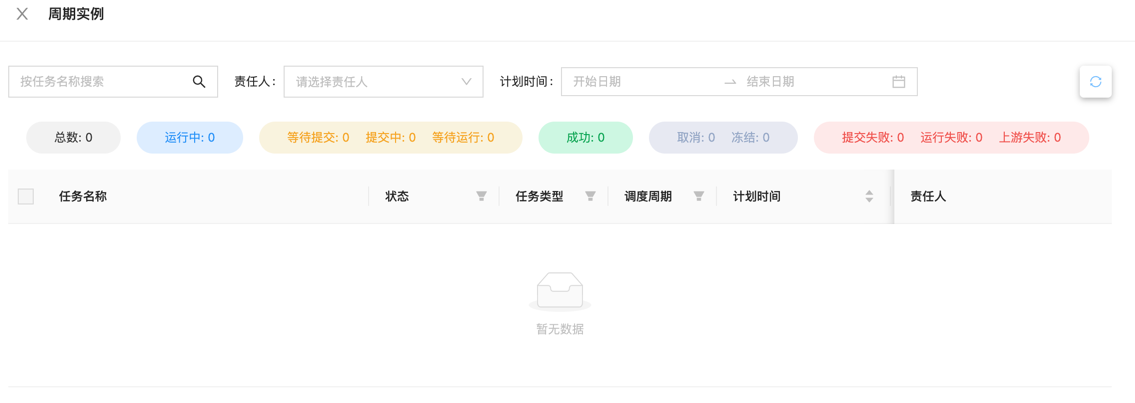 周期实例
按任务名称搜索 责任人： 请选择责任人 计划时间： 开始日期 结束日期
总数: 0 运行中: 0 等待提交: 0 提交中: 0 等待运行: 0 成功: 0 取消: 0 冻结: 0 提交失败: 0 运行失败: 0 上游失败: 0
任务名称 状态 任务类型 调度周期 计划时间 责任人
暂无数据